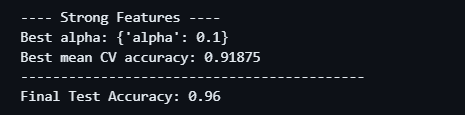 ---- Strong Features ----
Best alpha: {'alpha': 0.1}
Best mean CV accuracy: 0.91875
-------------------------------------------
Final Test Accuracy: 0.96